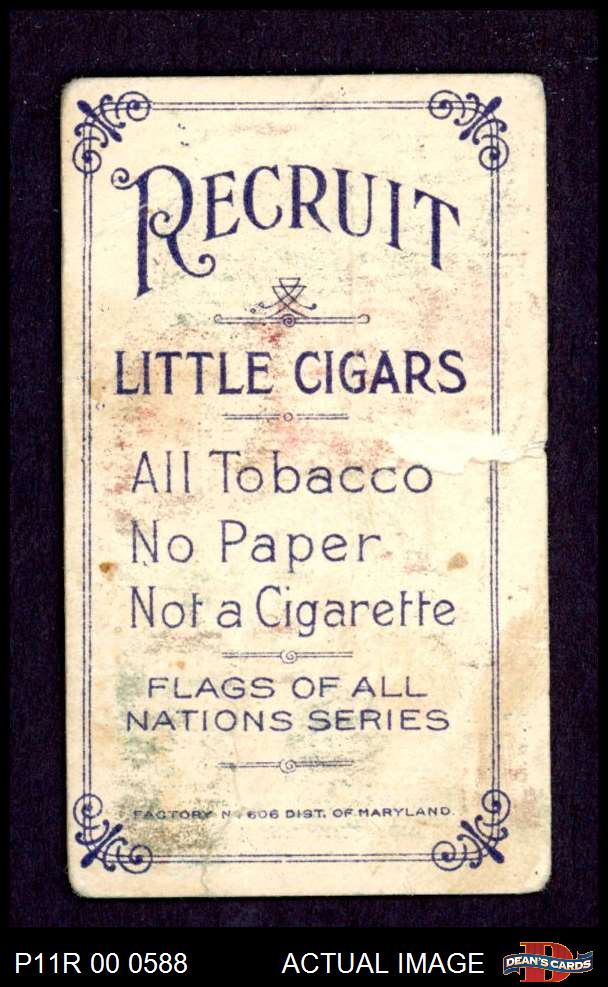 RECRUIT
LITTLE CIGARS
All Tobacco
No Paper
Not a Cigarette
FLAGS OF ALL
NATIONS SERIES
FACTORY No 606 DIST. OF MARYLAND.
P11R 00 0588 ACTUAL IMAGE DEAN'S CARDS